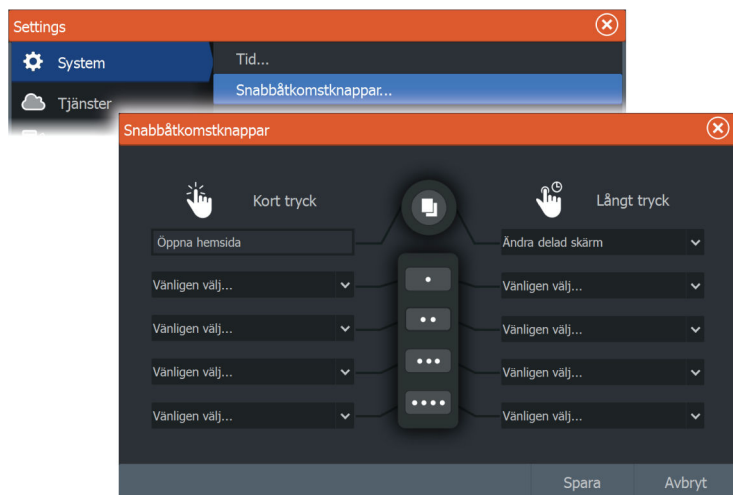 Settings
System
Tid...
Tjänster
Snabbåtkomstknappar...
Snabbåtkomstknappar
Kort tryck
Långt tryck
Öppna hemsida
Ändra delad skärm
Vänligen välj...
Vänligen välj...
Vänligen välj...
Vänligen välj...
Vänligen välj...
Vänligen välj...
Vänligen välj...
Vänligen välj...
Spara
Avbryt